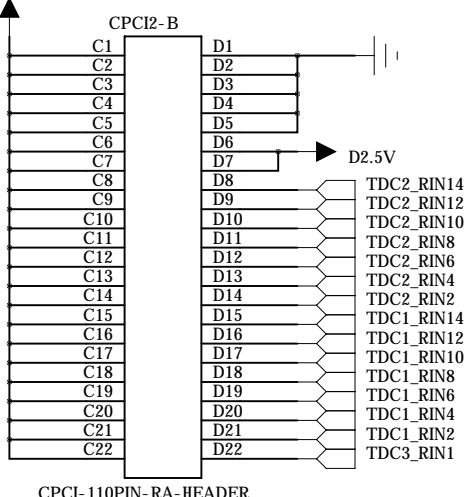 CPCI2-B
C1 D1
C2 D2
C3 D3
C4 D4
C5 D5
C6 D6
C7 D7 D2.5V
C8 D8 TDC2_RIN14
C9 D9 TDC2_RIN12
C10 D10 TDC2_RIN10
C11 D11 TDC2_RIN8
C12 D12 TDC2_RIN6
C13 D13 TDC2_RIN4
C14 D14 TDC2_RIN2
C15 D15 TDC1_RIN14
C16 D16 TDC1_RIN12
C17 D17 TDC1_RIN10
C18 D18 TDC1_RIN8
C19 D19 TDC1_RIN6
C20 D20 TDC1_RIN4
C21 D21 TDC1_RIN2
C22 D22 TDC3_RIN1
CPCI-110PIN-RA-HEADER